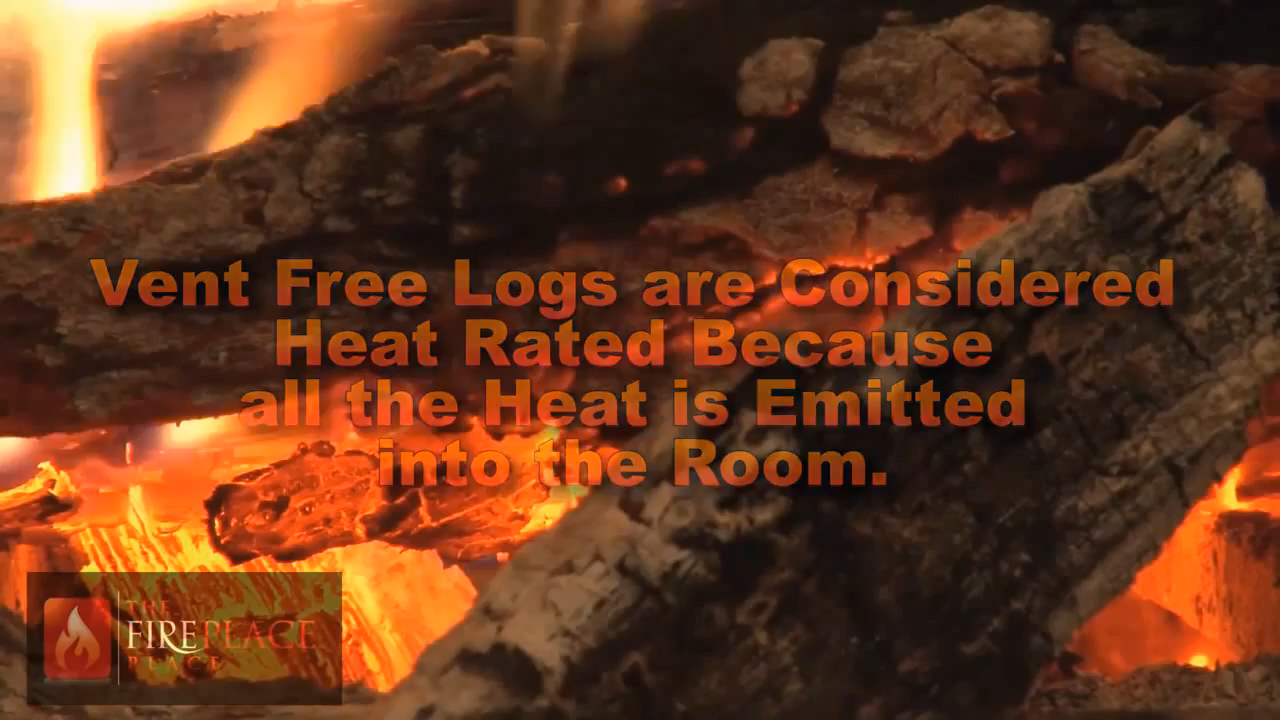 Vent Free Logs are Considered
Heat Rated Because
all the Heat is Emitted
into the Room.
THE
FIREPLACE
PLACE